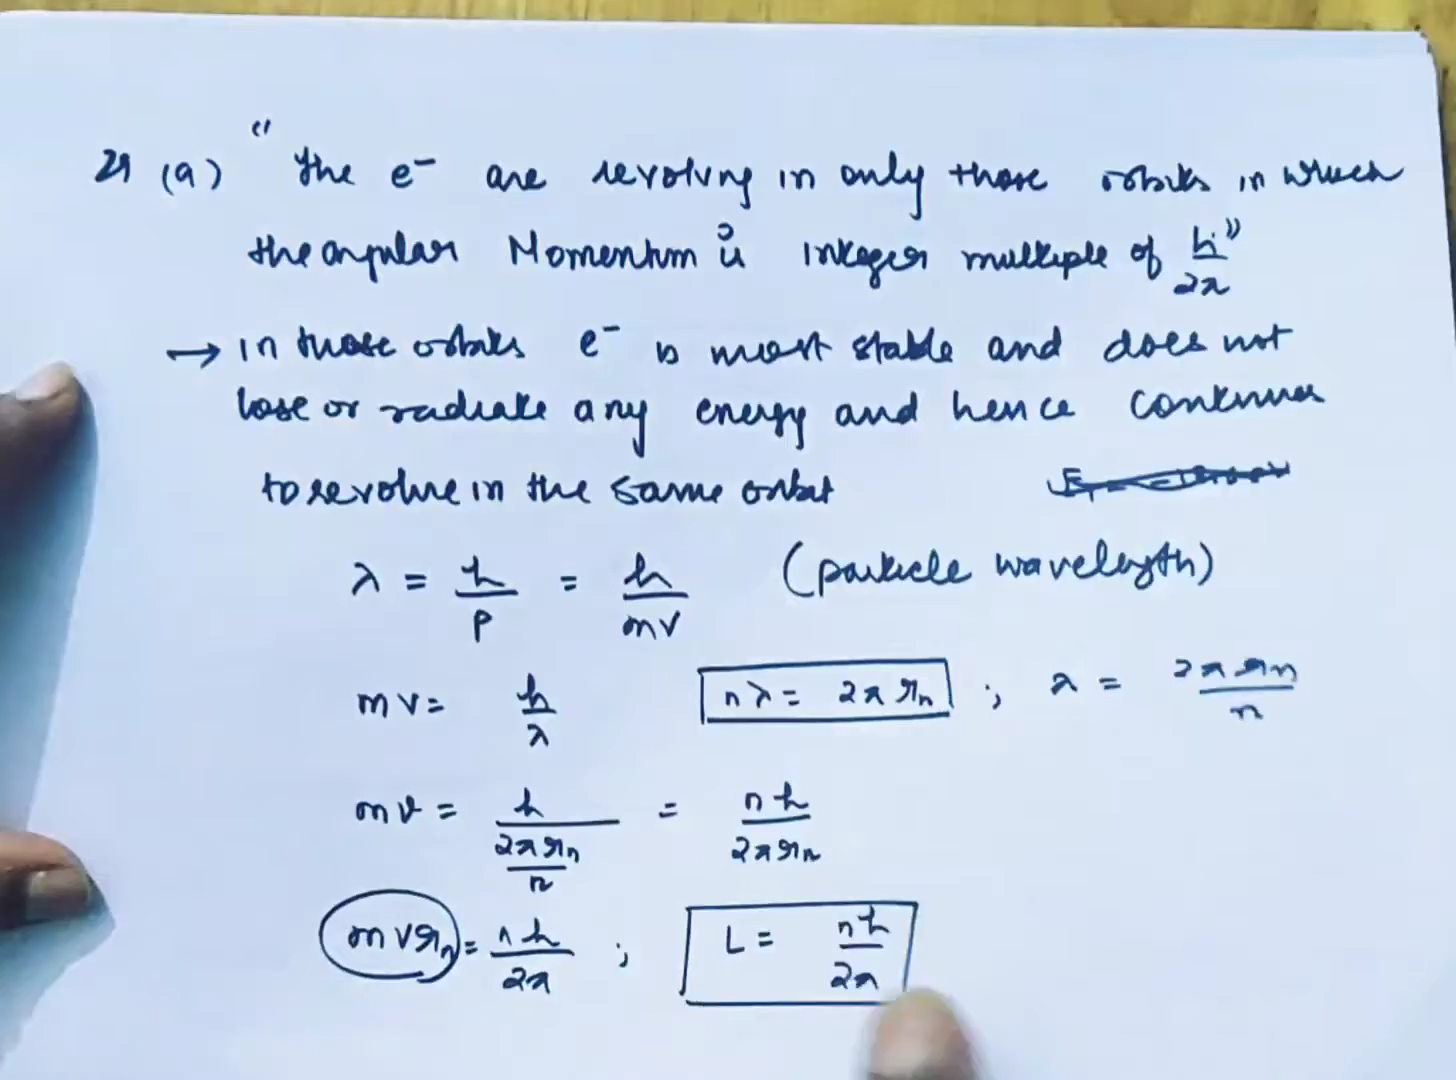 21 (a) "the e⁻ are revolving in only those orbits in which
the angular Momentum is integer multiple of h/2π"
→ in those orbits e⁻ is most stable and does not
lose or radiate any energy and hence continues
to revolve in the same orbit
λ = h/P = h/mv (particle wavelength)
mv = h/λ nλ = 2πrₙ ; λ = 2πrₙ/n
mv = h/(2πrₙ/n) = nh/2πrₙ
mvrₙ = nh/2π ; L = nh/2π